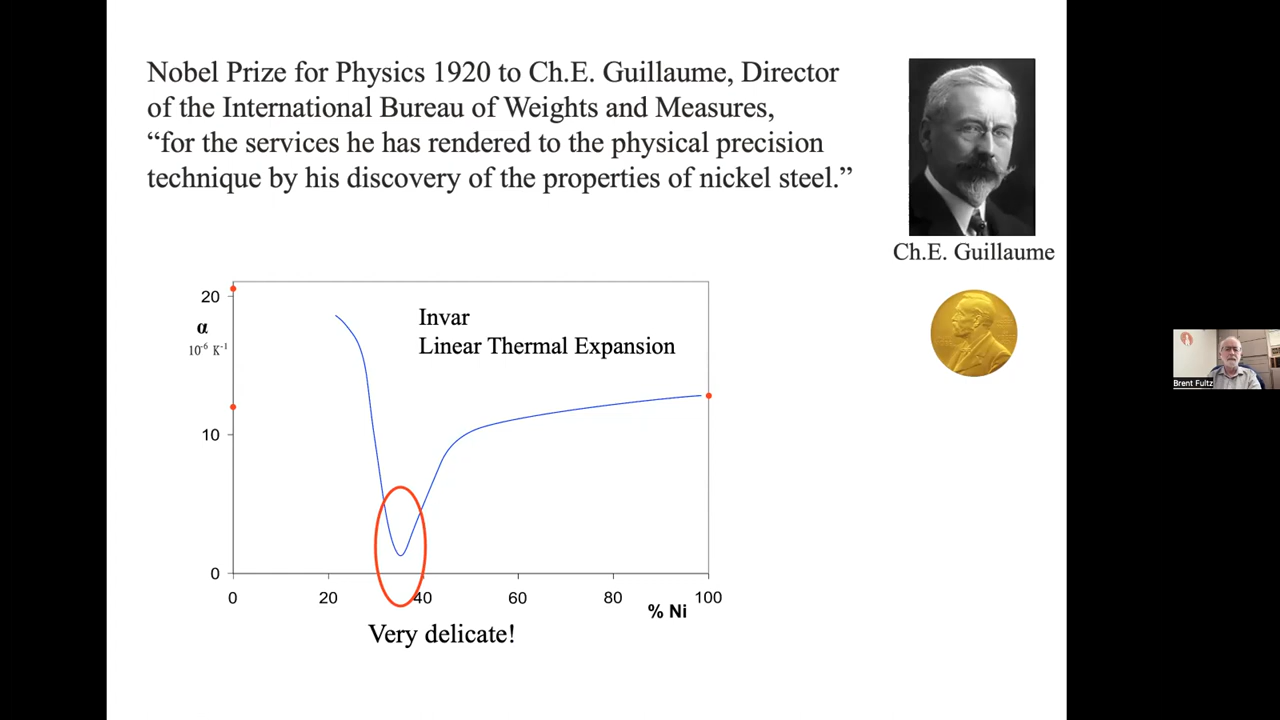 Nobel Prize for Physics 1920 to Ch.E. Guillaume, Director
of the International Bureau of Weights and Measures,
“for the services he has rendered to the physical precision
technique by his discovery of the properties of nickel steel.”
Ch.E. Guillaume
20
α
10⁻⁶ K⁻¹
10
0
Invar
Linear Thermal Expansion
0 20 40 60 80 100
% Ni
Very delicate!
Brent Fultz